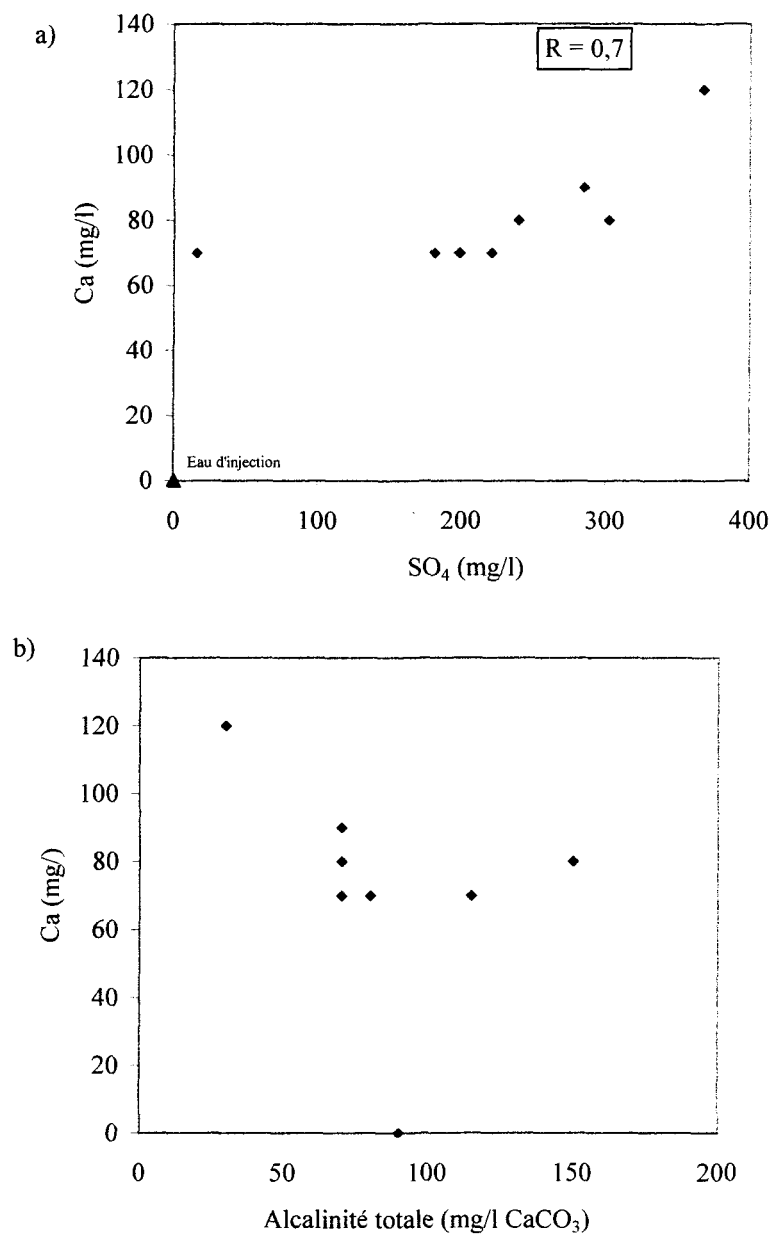 a)
R = 0,7
140
120
100
80
60
40
20
0
Ca (mg/l)
Eau d'injection
0 100 200 300 400
SO₄ (mg/l)
b)
140
120
100
80
60
40
20
0
Ca (mg/)
0 50 100 150 200
Alcalinité totale (mg/l CaCO₃)